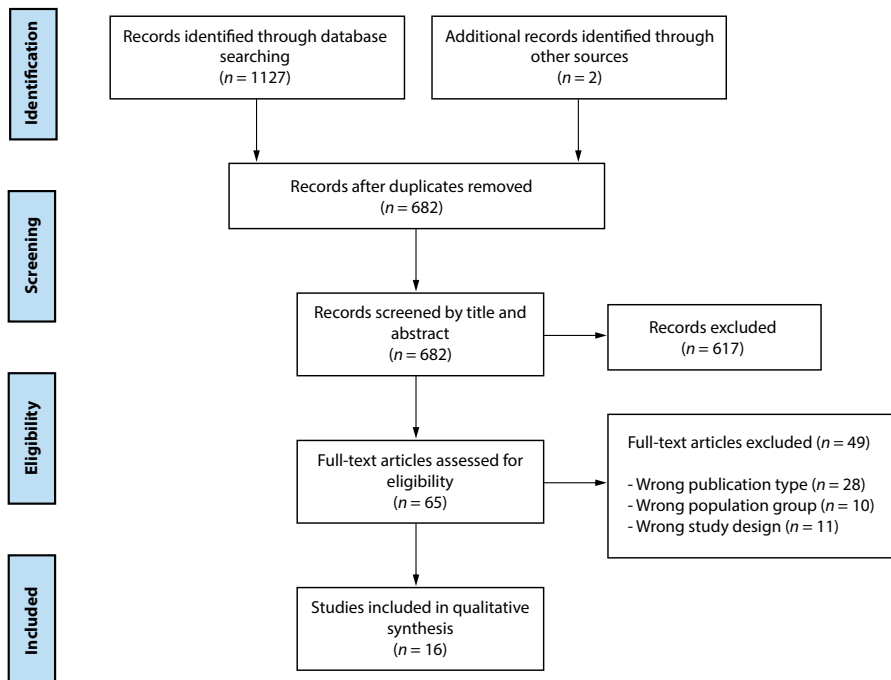 Identification
Records identified through database
searching
(n = 1127)
Additional records identified through
other sources
(n = 2)
Records after duplicates removed
(n = 682)
Screening
Records screened by title and
abstract
(n = 682)
Records excluded
(n = 617)
Eligibility
Full-text articles assessed for
eligibility
(n = 65)
Full-text articles excluded (n = 49)
- Wrong publication type (n = 28)
- Wrong population group (n = 10)
- Wrong study design (n = 11)
Included
Studies included in qualitative
synthesis
(n = 16)